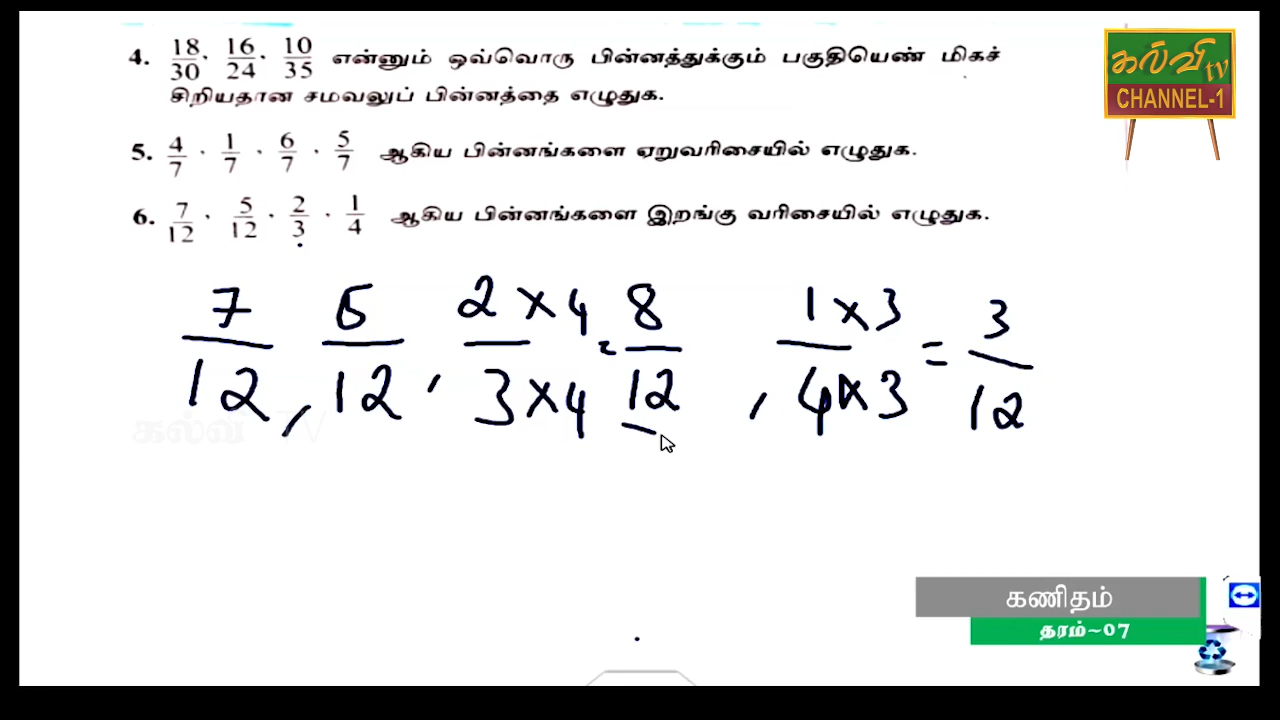 4. 18/30, 16/24, 10/35 என்னும் ஒவ்வொரு பின்னத்துக்கும் பகுதியெண் மிகச்
சிறியதான சமவலுப் பின்னத்தை எழுதுக.
கல்வி tv
CHANNEL-1
5. 4/7, 1/7, 6/7, 5/7 ஆகிய பின்னங்களை ஏறுவரிசையில் எழுதுக.
6. 7/12, 5/12, 2/3, 1/4 ஆகிய பின்னங்களை இறங்கு வரிசையில் எழுதுக.
7/12, 5/12, 2×4/3×4 = 8/12, 1×3/4×3 = 3/12
கல்வி TV
கணிதம்
தரம்-07